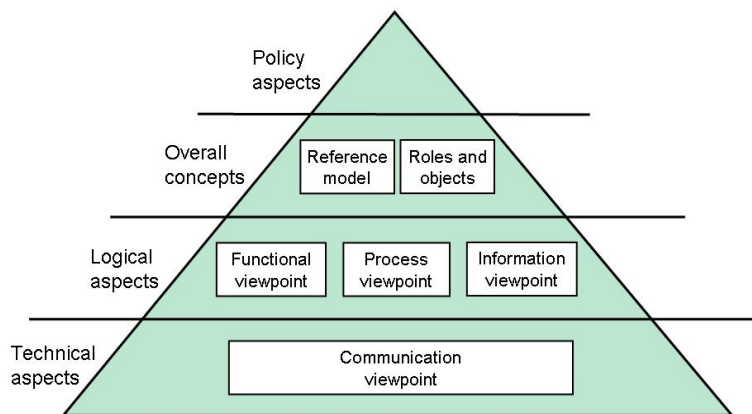 Policy
aspects
Overall
concepts
Reference
model
Roles and
objects
Logical
aspects
Functional
viewpoint
Process
viewpoint
Information
viewpoint
Technical
aspects
Communication
viewpoint